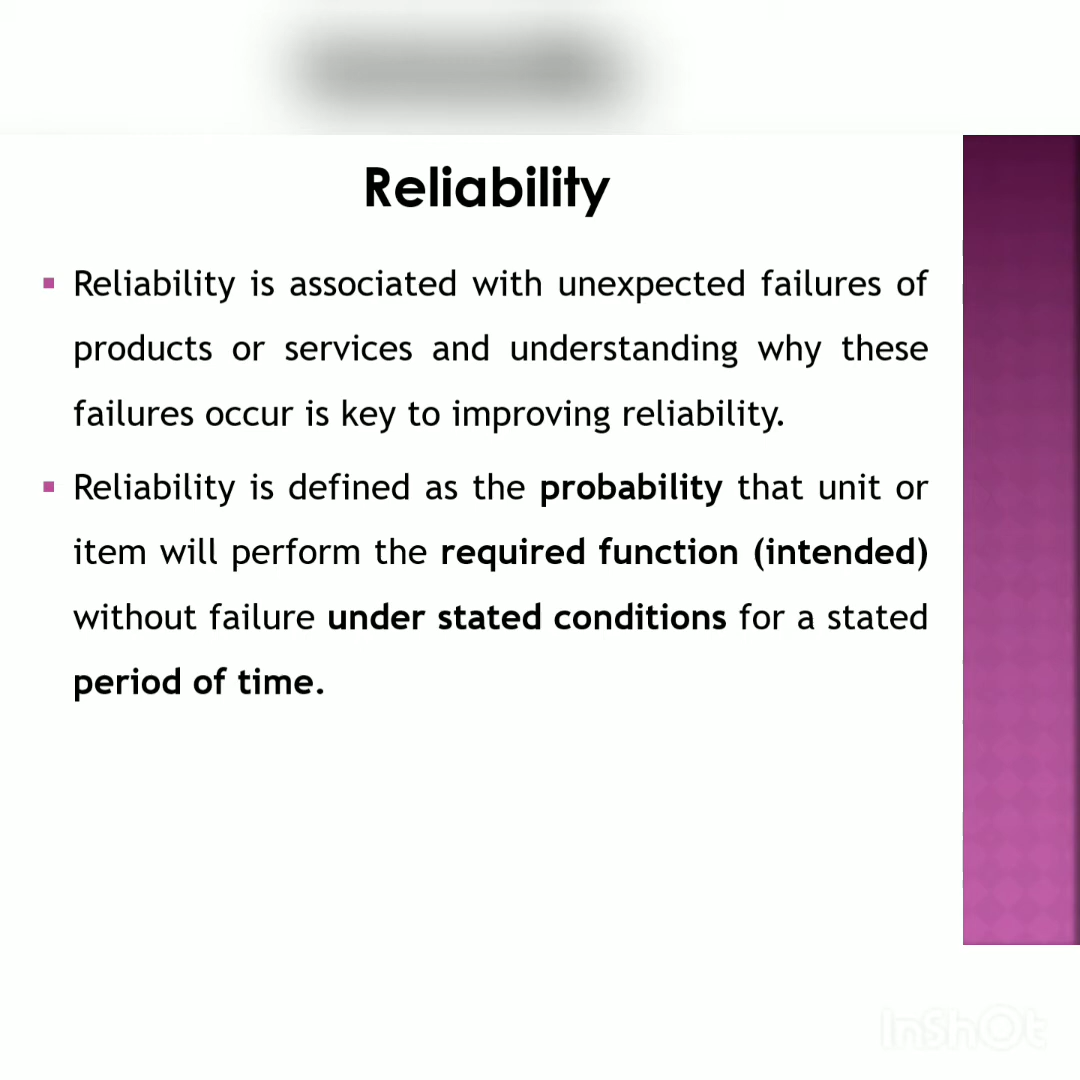 Reliability
▪ Reliability is associated with unexpected failures of
products or services and understanding why these
failures occur is key to improving reliability.
▪ Reliability is defined as the probability that unit or
item will perform the required function (intended)
without failure under stated conditions for a stated
period of time.
InShOt